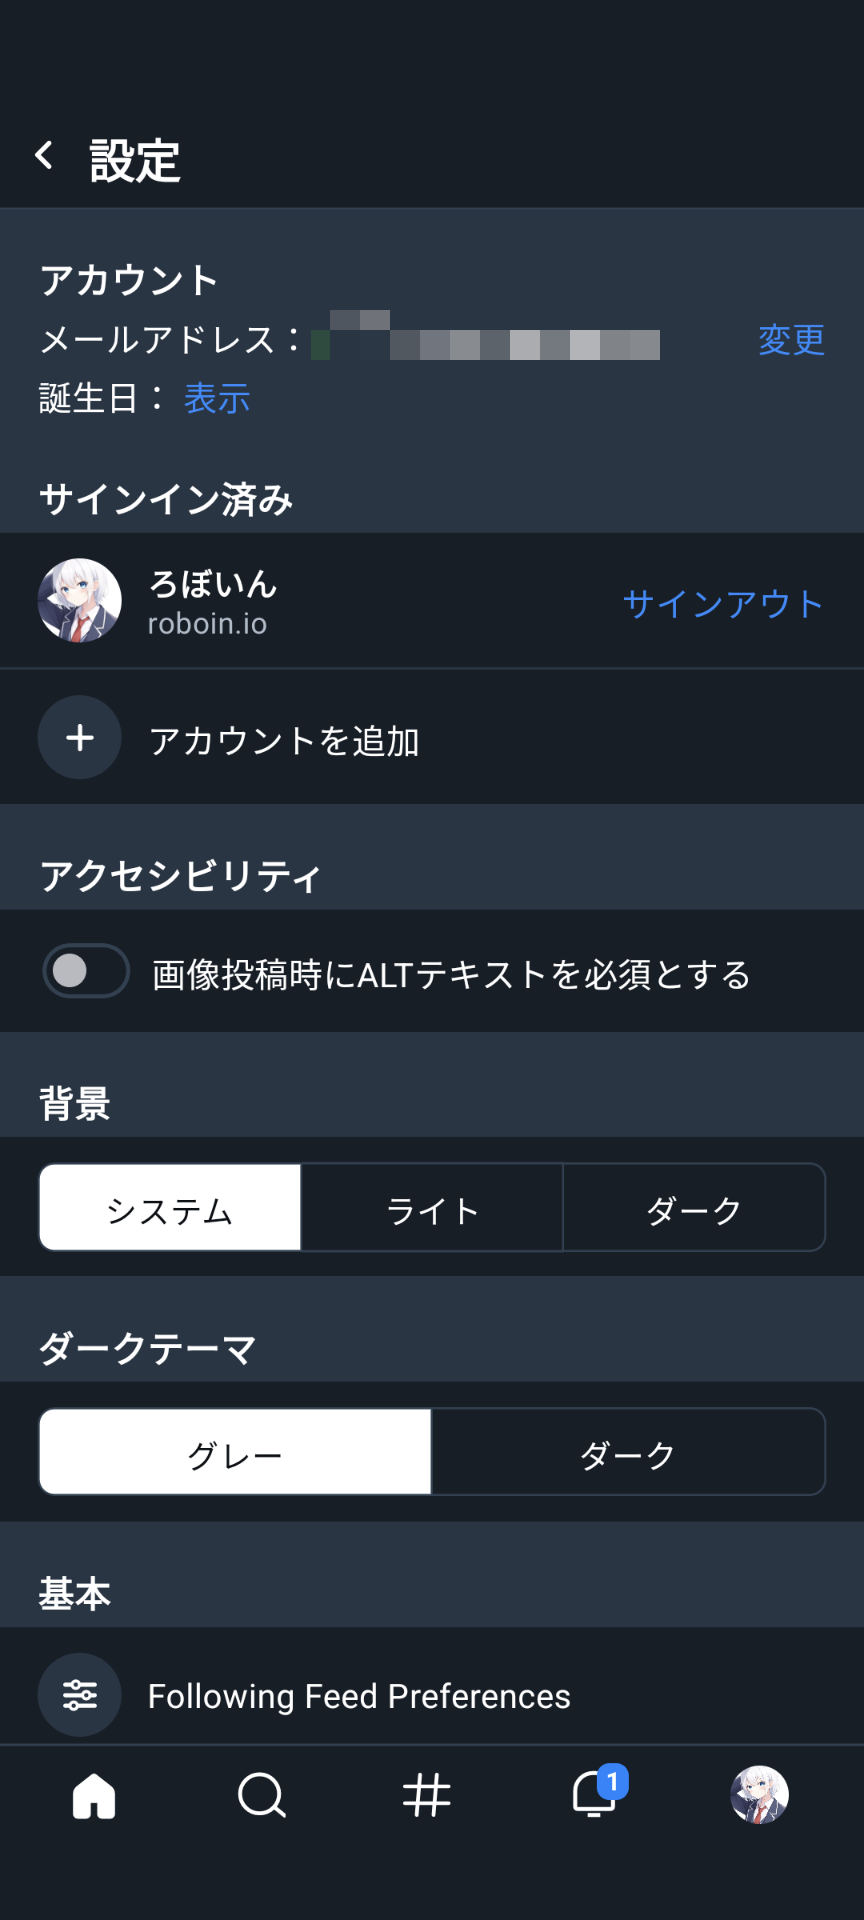 設定
アカウント
メールアドレス：
変更
誕生日： 表示
サインイン済み
ろぼいん
roboin.io
サインアウト
アカウントを追加
アクセシビリティ
画像投稿時にALTテキストを必須とする
背景
システム
ライト
ダーク
ダークテーマ
グレー
ダーク
基本
Following Feed Preferences
1